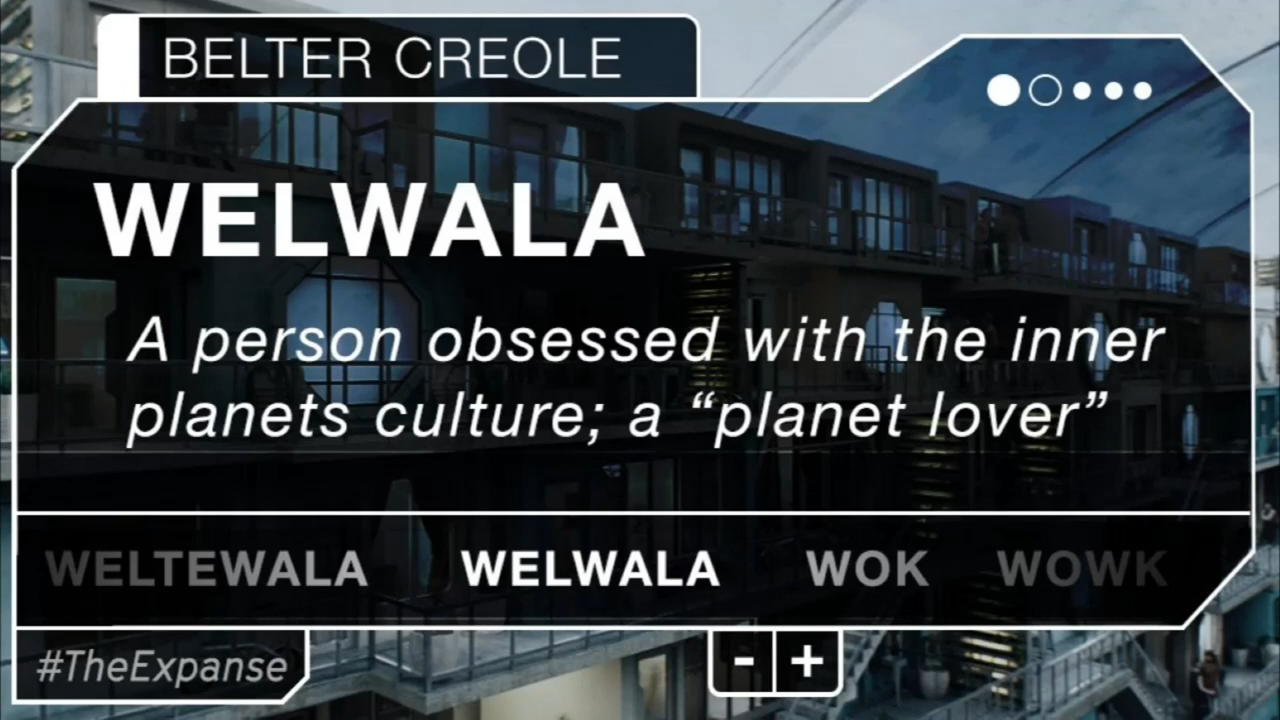 BELTER CREOLE
WELWALA
A person obsessed with the inner
planets culture; a “planet lover”
WELTEWALA WELWALA WOK WOWK
#TheExpanse - +